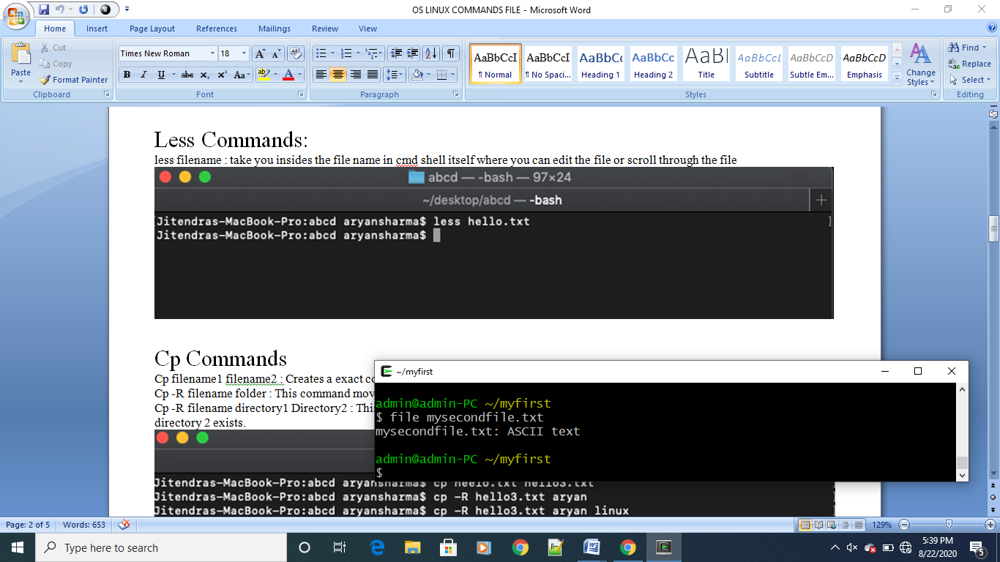 OS LINUX COMMANDS FILE - Microsoft Word
Home Insert Page Layout References Mailings Review View
Paste
Cut
Copy
Format Painter
Clipboard
Times New Roman 18
Font
Paragraph
AaBbCcI AaBbCcI AaBbCc AaBbCc AaBl AaBbCcL AaBbCcD AaBbCcD
¶ Normal ¶ No Spaci... Heading 1 Heading 2 Title Subtitle Subtle Em... Emphasis
Change
Styles
Styles
Find
Replace
Select
Editing
Less Commands:
less filename : take you insides the file name in cmd shell itself where you can edit the file or scroll through the file
abcd — -bash — 97×24
~/desktop/abcd — -bash
[Jitendras-MacBook-Pro:abcd aryansharma$ less hello.txt ]
Jitendras-MacBook-Pro:abcd aryansharma$
Cp Commands
Cp filename1 filename2 : Creates a exact co
Cp -R filename folder : This command mov
Cp -R filename directory1 Directory2 : Thi
directory 2 exists.
Jitendras-MacBook-Pro:abcd aryansharma$ cp heelo.txt hello3.txt
Jitendras-MacBook-Pro:abcd aryansharma$ cp -R hello3.txt aryan
Jitendras-MacBook-Pro:abcd aryansharma$ cp -R hello3.txt aryan linux
~/myfirst
admin@admin-PC ~/myfirst
$ file mysecondfile.txt
mysecondfile.txt: ASCII text
admin@admin-PC ~/myfirst
$
Page: 2 of 5 Words: 653 129%
Type here to search
5:39 PM
8/22/2020
5